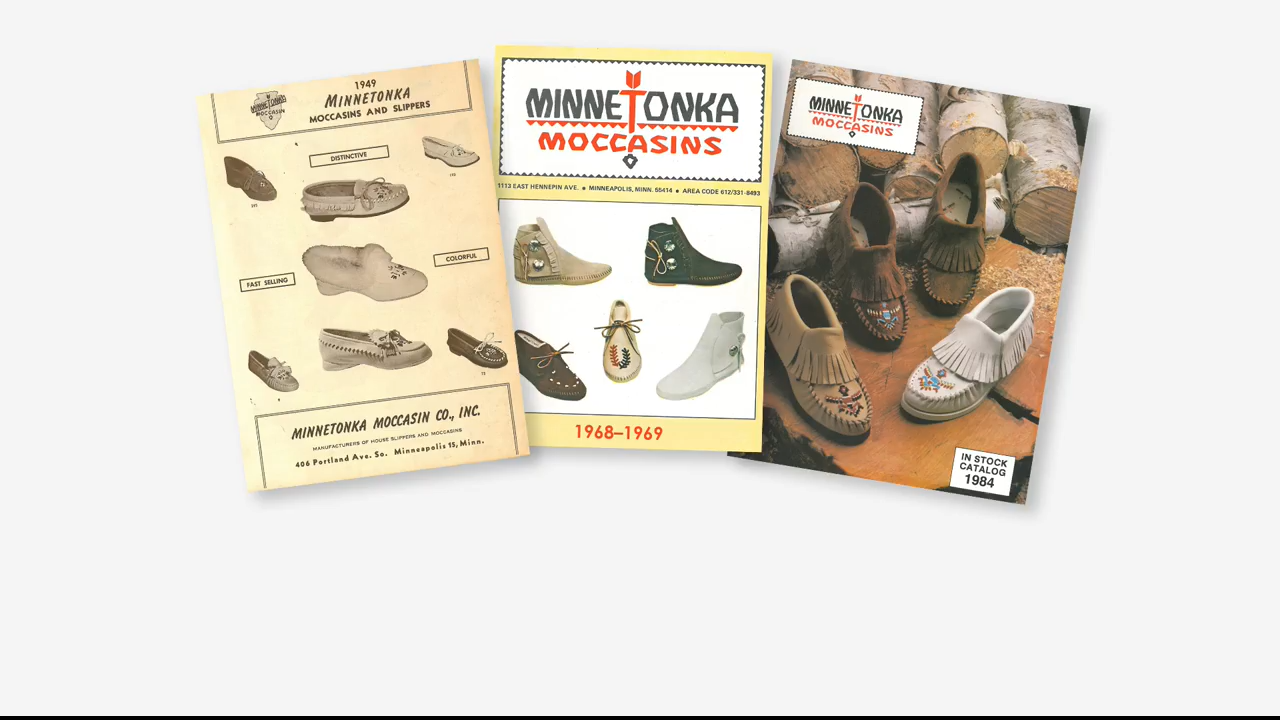 1949
MINNETONKA
MOCCASINS AND SLIPPERS
MINNETONKA
MOCCASIN
DISTINCTIVE
COLORFUL
FAST SELLING
MINNETONKA MOCCASIN CO., INC.
MANUFACTURERS OF HOUSE SLIPPERS AND MOCCASINS
406 Portland Ave. So. Minneapolis 15, Minn.
MINNETONKA
MOCCASINS
1113 EAST HENNEPIN AVE. • MINNEAPOLIS, MINN. 55414 • AREA CODE 612/331-8493
1968–1969
MINNETONKA
MOCCASINS
IN STOCK
CATALOG
1984